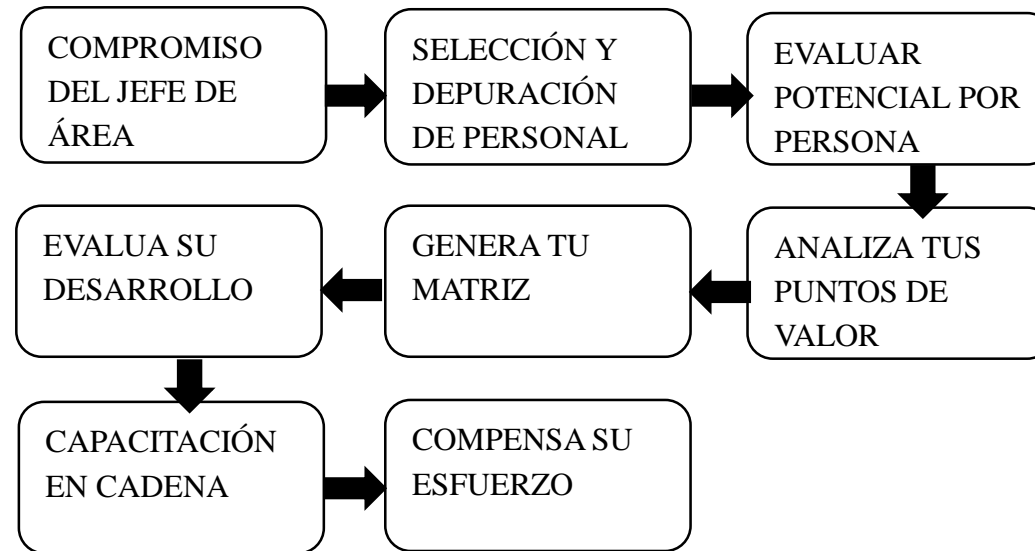 COMPROMISO
DEL JEFE DE
ÁREA
SELECCIÓN Y
DEPURACIÓN
DE PERSONAL
EVALUAR
POTENCIAL POR
PERSONA
ANALIZA TUS
PUNTOS DE
VALOR
GENERA TU
MATRIZ
EVALUA SU
DESARROLLO
CAPACITACIÓN
EN CADENA
COMPENSA SU
ESFUERZO